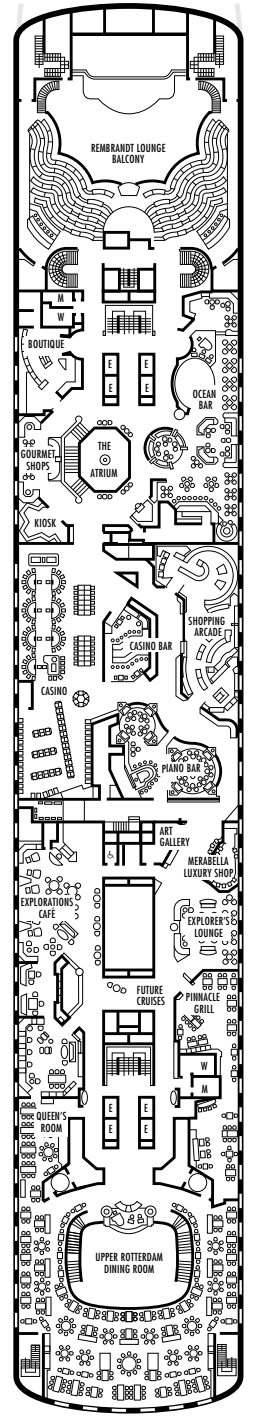 REMBRANDT LOUNGE
BALCONY
M
W
BOUTIQUE
E
E
E
E
OCEAN
BAR
GOURMET
SHOPS
THE
ATRIUM
KIOSK
SHOPPING
ARCADE
CASINO BAR
CASINO
PIANO BAR
ART
GALLERY
MERABELLA
LUXURY SHOP
EXPLORATIONS
CAFÉ
EXPLORER'S
LOUNGE
FUTURE
CRUISES
PINNACLE
GRILL
W
M
QUEEN'S
ROOM
E
E
E
E
UPPER ROTTERDAM
DINING ROOM